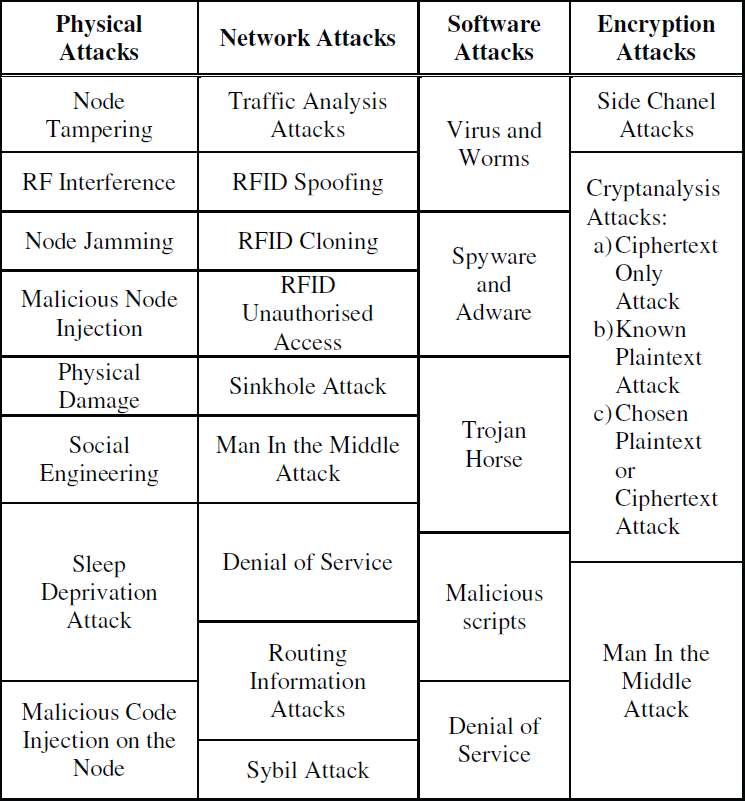 Physical
Attacks
Network Attacks
Software
Attacks
Encryption
Attacks
Node
Tampering
RF Interference
Node Jamming
Malicious Node
Injection
Physical
Damage
Social
Engineering
Sleep
Deprivation
Attack
Malicious Code
Injection on the
Node
Traffic Analysis
Attacks
RFID Spoofing
RFID Cloning
RFID
Unauthorised
Access
Sinkhole Attack
Man In the Middle
Attack
Denial of Service
Routing
Information
Attacks
Sybil Attack
Virus and
Worms
Spyware
and
Adware
Trojan
Horse
Malicious
scripts
Denial of
Service
Side Chanel
Attacks
Cryptanalysis
Attacks:
a) Ciphertext
Only
Attack
b) Known
Plaintext
Attack
c) Chosen
Plaintext
or
Ciphertext
Attack
Man In the
Middle
Attack